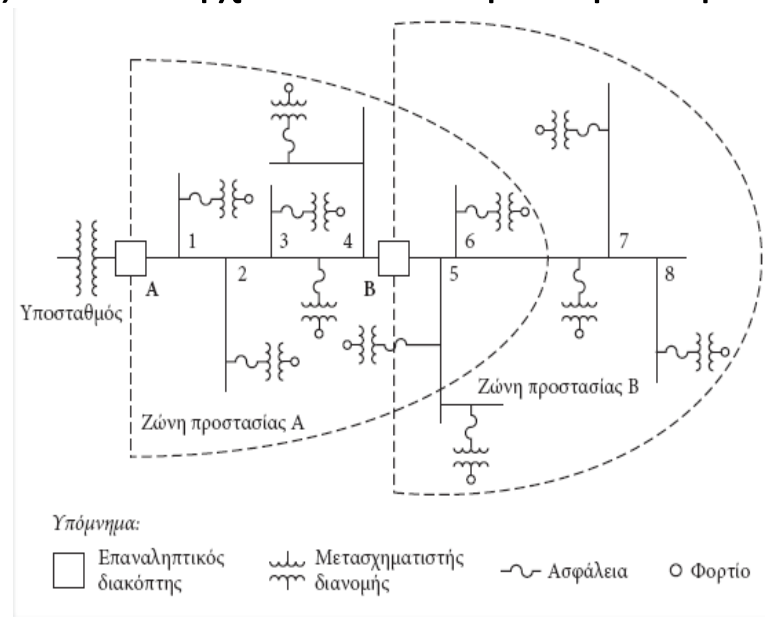 1
3
4
6
7
2
5
8
A
B
Υποσταθμός
Ζώνη προστασίας A
Ζώνη προστασίας B
Υπόμνημα:
Επαναληπτικός
διακόπτης
Μετασχηματιστής
διανομής
Ασφάλεια
Φορτίο